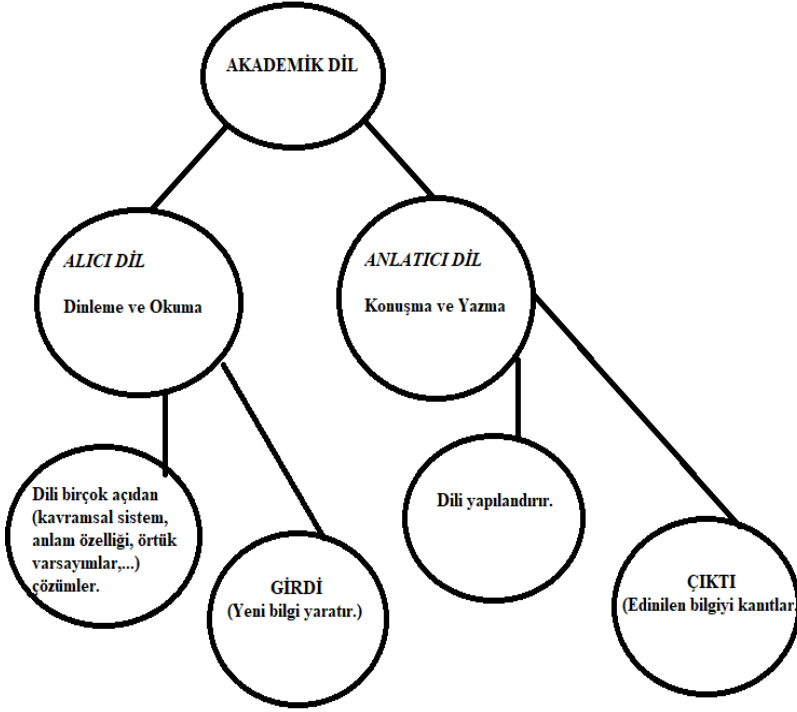 AKADEMİK DİL
ALICI DİL
Dinleme ve Okuma
ANLATICI DİL
Konuşma ve Yazma
Dili birçok açıdan
(kavramsal sistem,
anlam özelliği, örtük
varsayımlar,...)
çözümler.
GİRDİ
(Yeni bilgi yaratır.)
Dili yapılandırır.
ÇIKTI
(Edinilen bilgiyi kanıtlar.